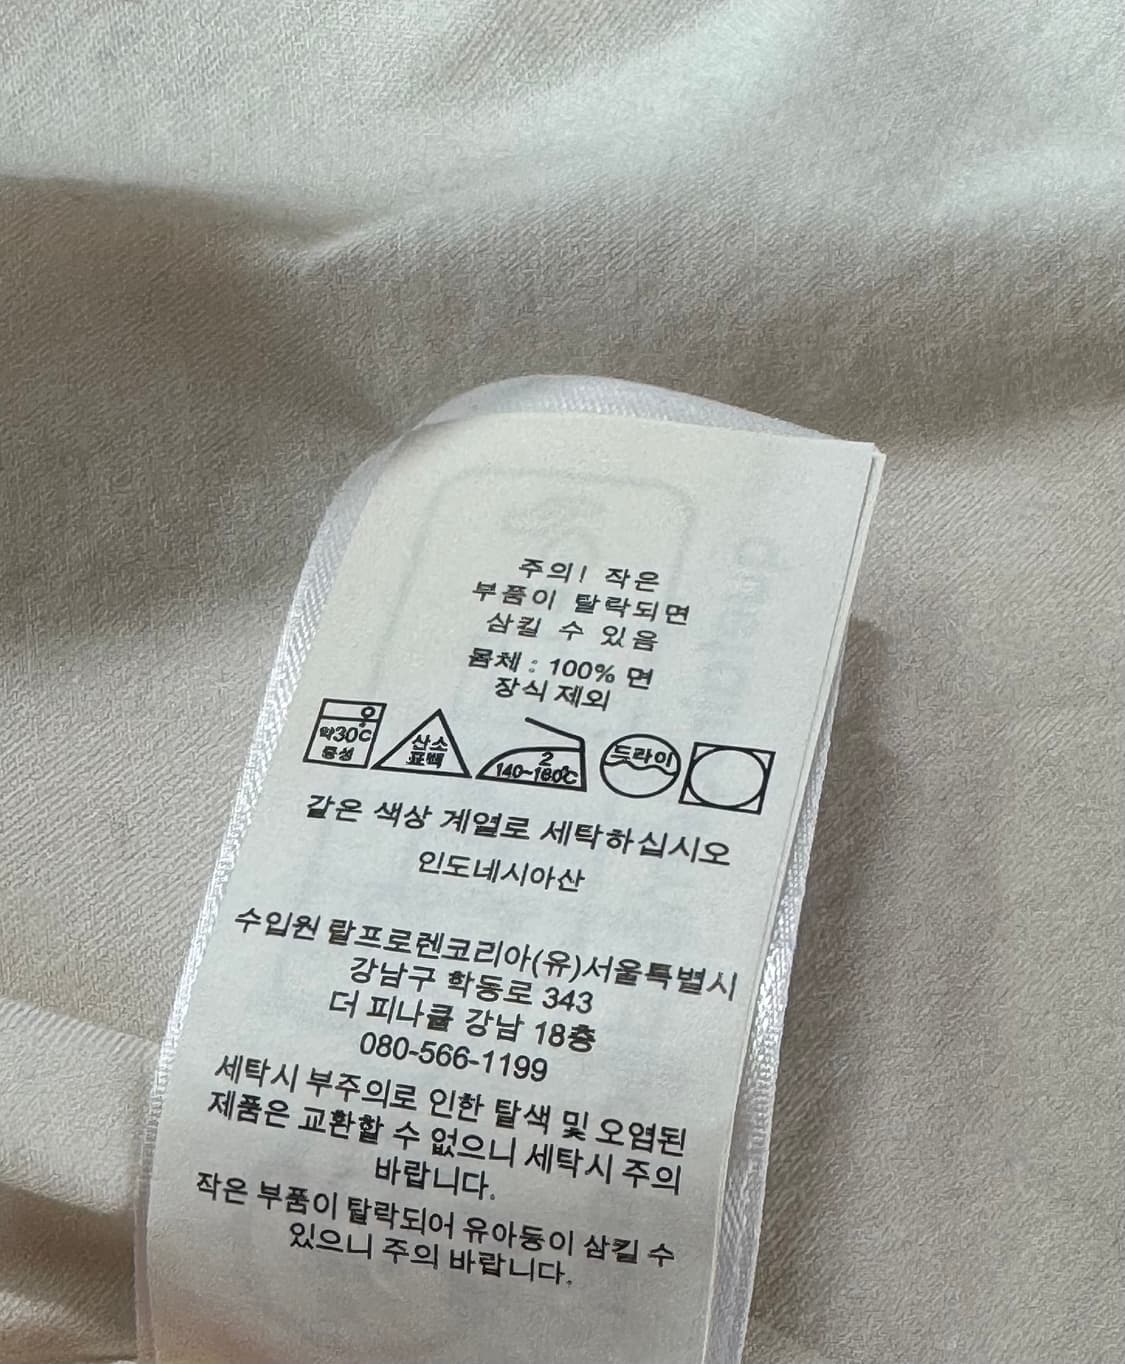 주의! 작은
부품이 탈락되면
삼킬 수 있음
몸체 : 100% 면
장식 제외
약30℃
중성
산소
표백
2
140~160℃
드라이
같은 색상 계열로 세탁하십시오
인도네시아산
수입원 랄프로렌코리아(유)서울특별시
강남구 학동로 343
더 피나클 강남 18층
080-566-1199
세탁시 부주의로 인한 탈색 및 오염된
제품은 교환할 수 없으니 세탁시 주의
바랍니다.
작은 부품이 탈락되어 유아동이 삼킬 수
있으니 주의 바랍니다.